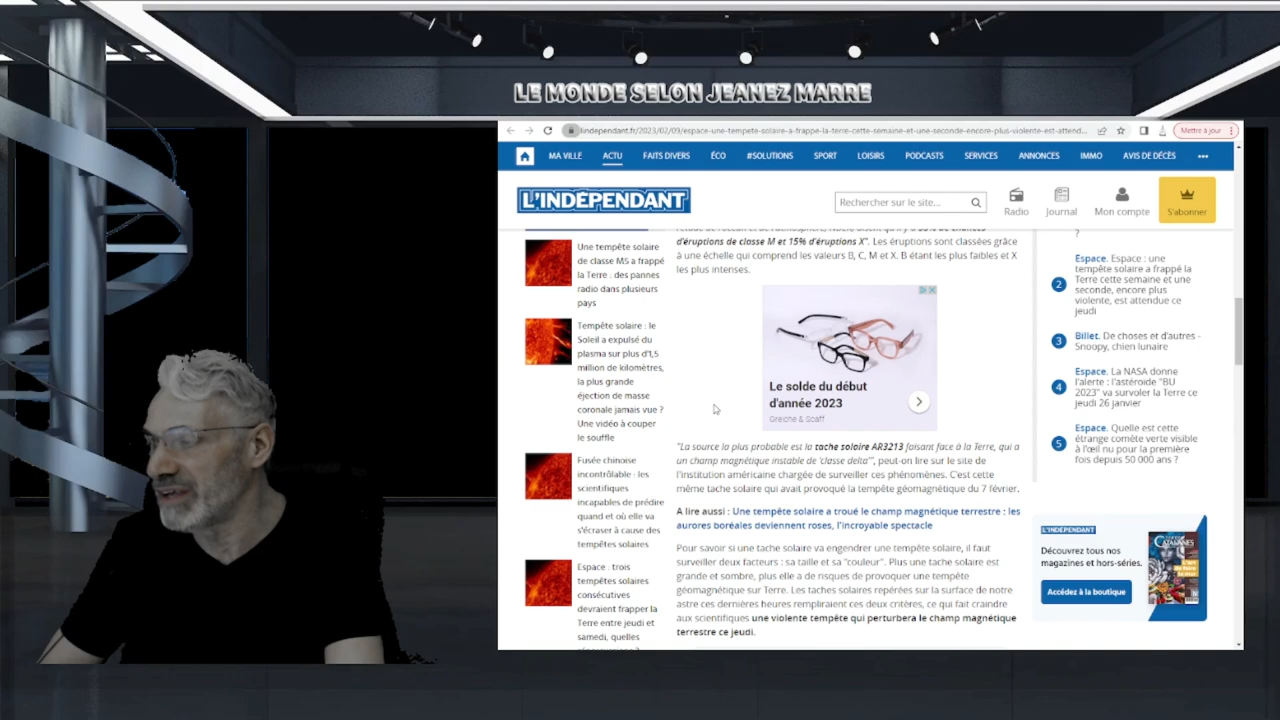 LE MONDE SELON JEANEZ MARRE
lindependant.fr/2023/02/09/espace-une-tempete-solaire-a-frappe-la-terre-cette-semaine-et-une-seconde-encore-plus-violente-est-attend...
Mettre à jour
MA VILLE ACTU FAITS DIVERS ÉCO #SOLUTIONS SPORT LOISIRS PODCASTS SERVICES ANNONCES IMMO AVIS DE DÉCÈS
L'INDÉPENDANT
Rechercher sur le site...
Radio
Journal
Mon compte
S'abonner
Une tempête solaire
de classe M5 a frappé
la Terre : des pannes
radio dans plusieurs
pays
Tempête solaire : le
Soleil a expulsé du
plasma sur plus d'1,5
million de kilomètres,
la plus grande
éjection de masse
coronale jamais vue ?
Une vidéo à couper
le souffle
Fusée chinoise
incontrôlable : les
scientifiques
incapables de prédire
quand et où elle va
s'écraser à cause des
tempêtes solaires
Espace : trois
tempêtes solaires
consécutives
devraient frapper la
Terre entre jeudi et
samedi, quelles
d'éruptions de classe M et 15% d'éruptions X". Les éruptions sont classées grâce
à une échelle qui comprend les valeurs B, C, M et X. B étant les plus faibles et X
les plus intenses.
Le solde du début
d'année 2023
Greiche & Scaff
"La source la plus probable est la tache solaire AR3213 faisant face à la Terre, qui a
un champ magnétique instable de 'classe delta'", peut-on lire sur le site de
l'institution américaine chargée de surveiller ces phénomènes. C'est cette
même tache solaire qui avait provoqué la tempête géomagnétique du 7 février.
A lire aussi : Une tempête solaire a troué le champ magnétique terrestre : les
aurores boréales deviennent roses, l'incroyable spectacle
Pour savoir si une tache solaire va engendrer une tempête solaire, il faut
surveiller deux facteurs : sa taille et sa "couleur". Plus une tache solaire est
grande et sombre, plus elle a de risques de provoquer une tempête
géomagnétique sur Terre. Les taches solaires repérées sur la surface de notre
astre ces dernières heures rempliraient ces deux critères, ce qui fait craindre
aux scientifiques une violente tempête qui perturbera le champ magnétique
terrestre ce jeudi.
?
2 Espace. Espace : une
tempête solaire a frappé la
Terre cette semaine et une
seconde, encore plus
violente, est attendue ce
jeudi
3 Billet. De choses et d'autres -
Snoopy, chien lunaire
4 Espace. La NASA donne
l'alerte : l'astéroïde "BU
2023" va survoler la Terre ce
jeudi 26 janvier
5 Espace. Quelle est cette
étrange comète verte visible
à l'œil nu pour la première
fois depuis 50 000 ans ?
L'INDÉPENDANT
Découvrez tous nos
magazines et hors-séries.
Accédez à la boutique
CATALANES